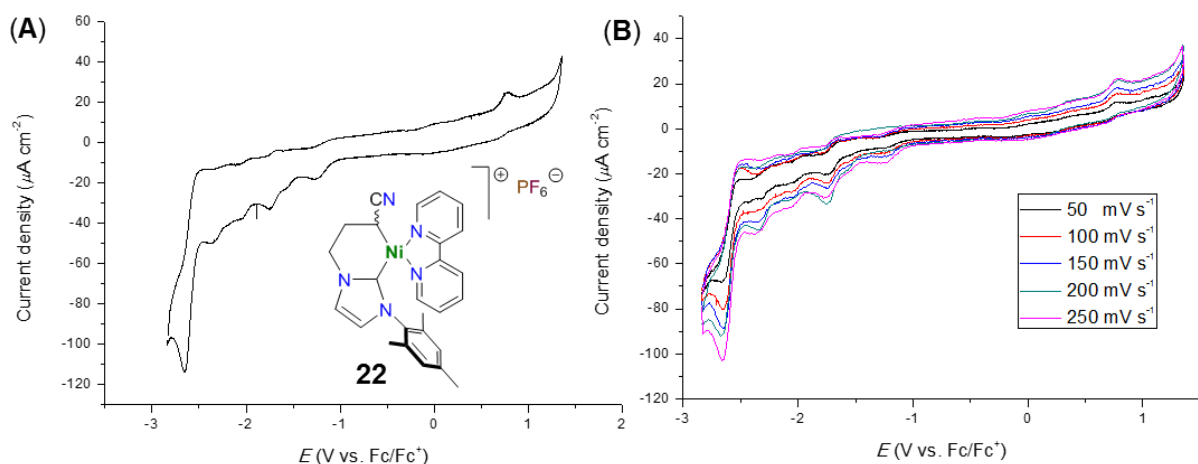 (A)
60
40
20
0
-20
-40
-60
-80
-100
-120
-3
-2
-1
0
1
2
Current density (μA cm⁻²)
E (V vs. Fc/Fc⁺)
CN
Ni
N
N
N
N
⊕
PF₆⊖
22
(B)
40
20
0
-20
-40
-60
-80
-100
-120
-3
-2
-1
0
1
Current density (μA cm⁻²)
E (V vs. Fc/Fc⁺)
50 mV s⁻¹
100 mV s⁻¹
150 mV s⁻¹
200 mV s⁻¹
250 mV s⁻¹